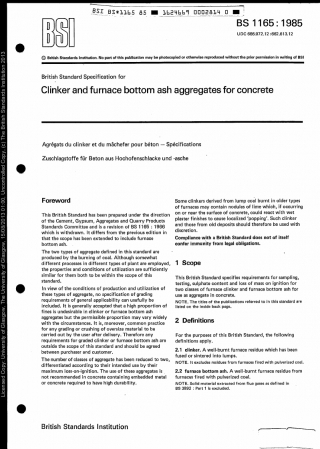 BSI BS*1165 85 ■ 1624669 0002814 0 ■
BSI
BS 1165 : 1985
UDC 666.972.12:662.613.12
© British Standards Institution. No part of this publication may be photocopied or otherwise reproduced without the prior permission in writing of BSI
British Standard Specification for
Clinker and furnace bottom ash aggregates for concrete
Agrégats du clinker et du mâchefer pour béton — Spécifications
Zuschlagstoffe für Beton aus Hochofenschlacke und -asche
Foreword
This British Standard has been prepared under the direction
of the Cement, Gypsum, Aggregates and Quarry Products
Standards Committee and is a revision of BS 1165 : 1966
which is withdrawn. It differs from the previous edition in
that the scope has been extended to include furnace
bottom ash.
The two types of aggregate defined in this standard are
produced by the burning of coal. Although somewhat
different processes in different types of plant are employed,
the properties and conditions of utilization are sufficiently
similar for them both to be within the scope of this
standard.
In view of the conditions of production and utilization of
these types of aggregate, no specification of grading
requirements of general applicability can usefully be
included. It is generally accepted that a high proportion of
fines is undesirable in clinker or furnace bottom ash
aggregates but the permissible proportion may vary widely
with the circumstances. It is, moreover, common practice
for any grading or crushing of oversize material to be
carried out by the user after delivery. Therefore any
requirements for graded clinker or furnace bottom ash are
outside the scope of this standard and should be agreed
between purchaser and customer.
The number of classes of aggregate has been reduced to two,
differentiated according to their intended use by their
maximum loss-on-ignition. The use of these aggregates is
not recommended in concrete containing embedded metal
or concrete required to have high durability.
Some clinkers derived from lump coal burnt in older types
of furnaces may contain nodules of lime which, if occurring
on or near the surface of concrete, could react with wet
plaster finishes to cause localized 'popping'. Such clinker
and those from old deposits should therefore be used with
discretion.
Compliance with a British Standard does not of itself
confer immunity from legal obligations.
1 Scope
This British Standard specifies requirements for sampling,
testing, sulphate content and loss of mass on ignition for
two classes of furnace clinker and furnace bottom ash for
use as aggregates in concrete.
NOTE. The titles of the publications referred to in this standard are
listed on the inside back page.
2 Definitions
For the purposes of this British Standard, the following
definitions apply.
2.1 clinker. A well-burnt furnace residue which has been
fused or sintered into lumps.
NOTE. It excludes residues from furnaces fired with pulverized coal.
2.2 furnace bottom ash. A well-burnt furnace residue from
furnaces fired with pulverized coal.
NOTE. Solid material extracted from flue gases is defined in
BS 3892 : Part 1 is excluded.
British Standards Institution
Licensed Copy: University of Glasgow, The University of Glasgow, 10/05/2013 01:00, Uncontrolled Copy, (c) The British Standards Institution 2013